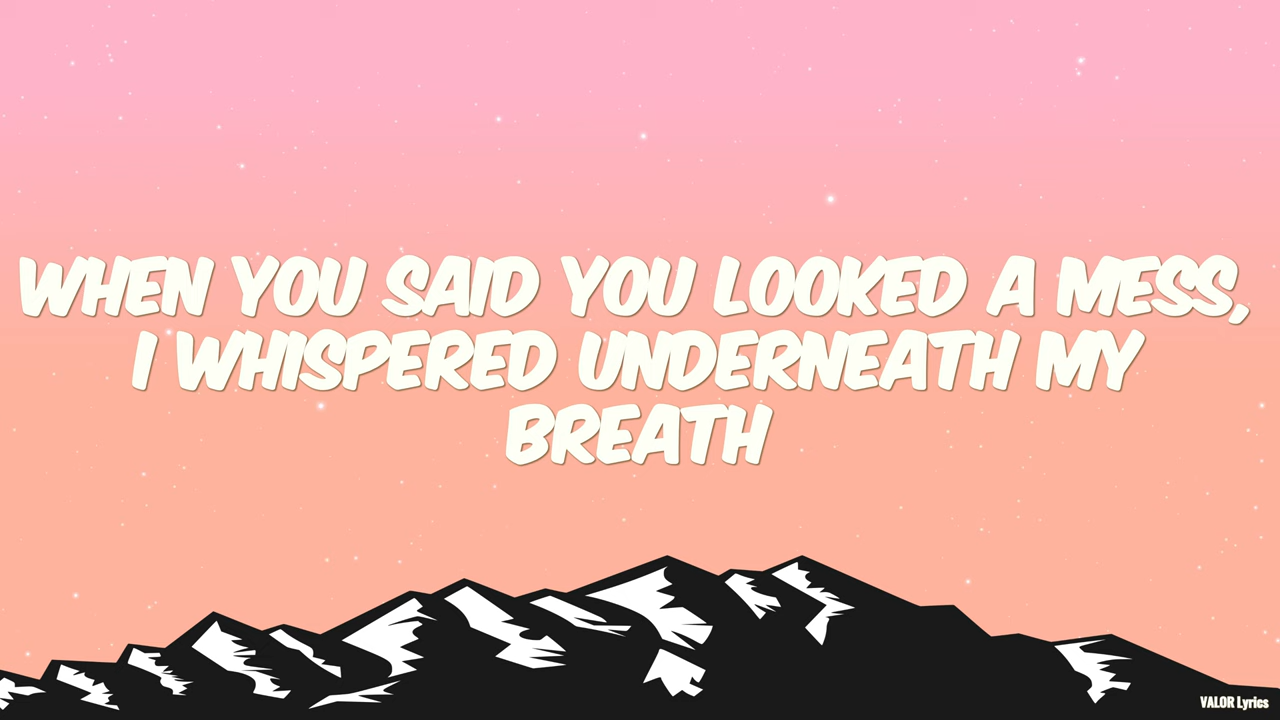 WHEN YOU SAID YOU LOOKED A MESS,
I WHISPERED UNDERNEATH MY
BREATH
VALOR Lyrics